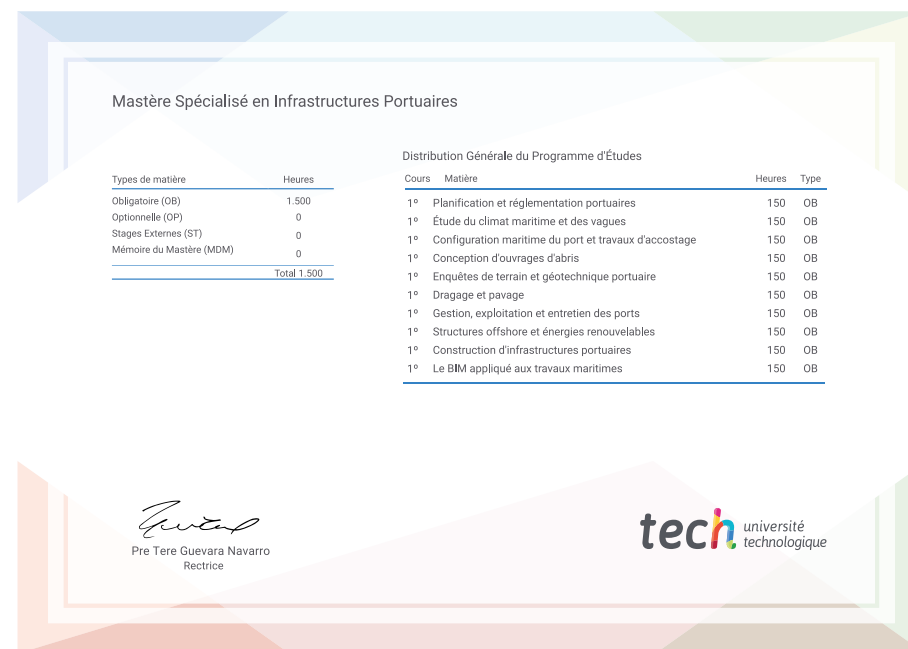 Mastère Spécialisé en Infrastructures Portuaires
Types de matière Heures
Obligatoire (OB) 1.500
Optionnelle (OP) 0
Stages Externes (ST) 0
Mémoire du Mastère (MDM) 0
Total 1.500
Distribution Générale du Programme d'Études
Cours Matière Heures Type
1º Planification et réglementation portuaires 150 OB
1º Étude du climat maritime et des vagues 150 OB
1º Configuration maritime du port et travaux d'accostage 150 OB
1º Conception d'ouvrages d'abris 150 OB
1º Enquêtes de terrain et géotechnique portuaire 150 OB
1º Dragage et pavage 150 OB
1º Gestion, exploitation et entretien des ports 150 OB
1º Structures offshore et énergies renouvelables 150 OB
1º Construction d'infrastructures portuaires 150 OB
1º Le BIM appliqué aux travaux maritimes 150 OB
Pre Tere Guevara Navarro
Rectrice
tech université
technologique